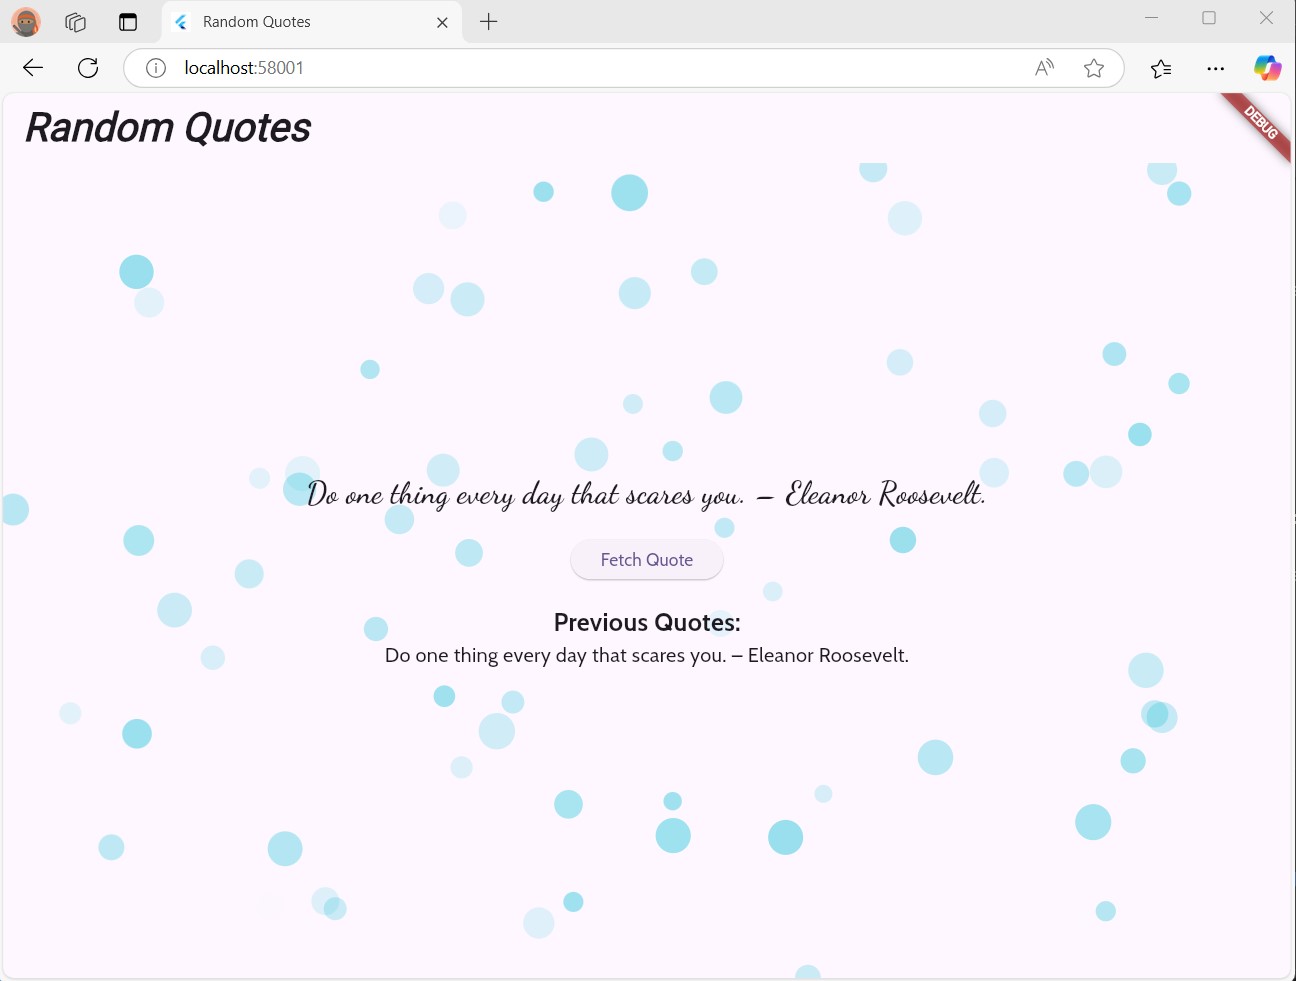 Random Quotes
localhost:58001
Random Quotes
DEBUG
Do one thing every day that scares you. – Eleanor Roosevelt.
Fetch Quote
Previous Quotes:
Do one thing every day that scares you. – Eleanor Roosevelt.